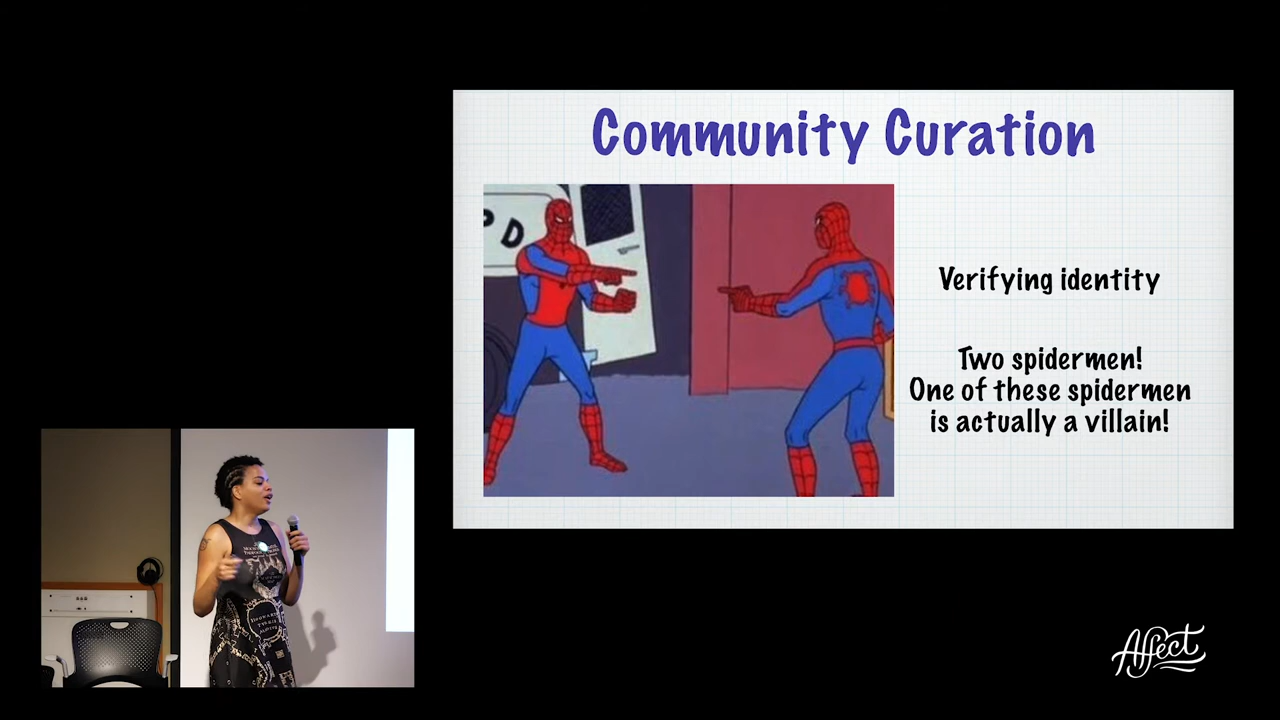 Community Curation
PD
Verifying identity
Two spidermen!
One of these spidermen
is actually a villain!
Affect